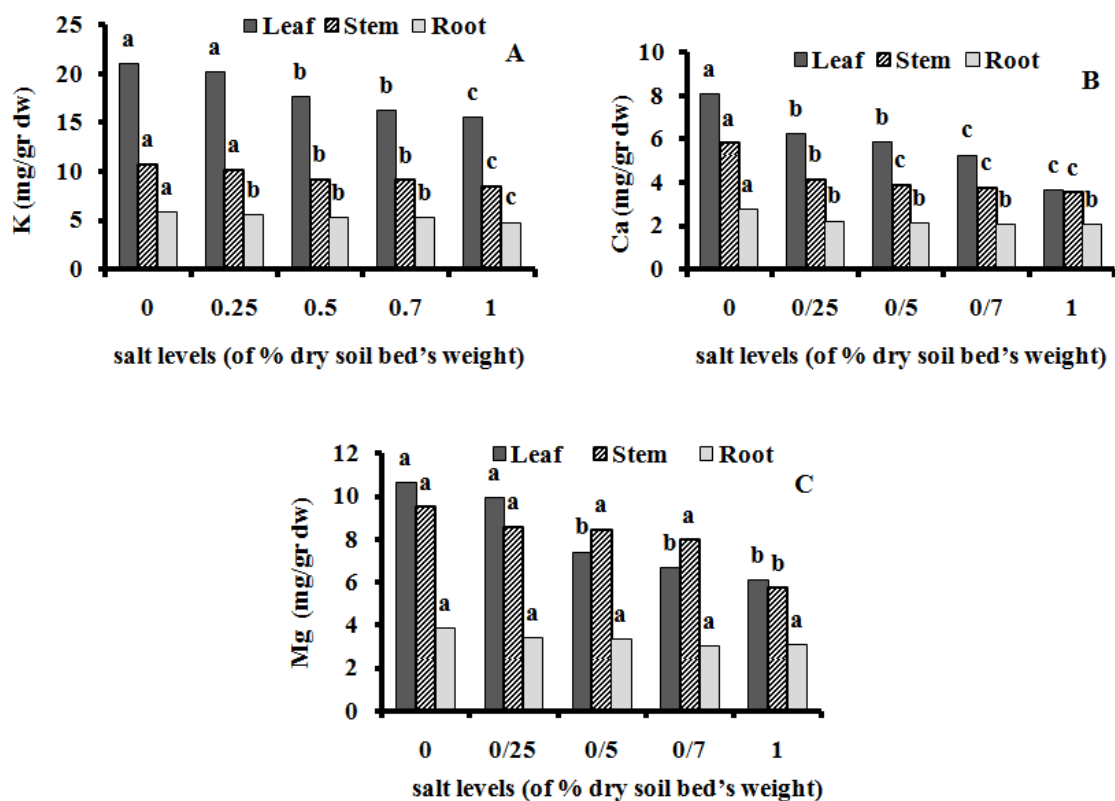 Leaf Stem Root
A
K (mg/gr dw)
25
20
15
10
5
0
a a a
a a b
b b b
b b b
c c c
0 0.25 0.5 0.7 1
salt levels (of % dry soil bed's weight)
Leaf Stem Root
B
Ca (mg/gr dw)
10
8
6
4
2
0
a a a
b b b
b c b
c c b
c c b
0 0/25 0/5 0/7 1
salt levels (of % dry soil bed's weight)
Leaf Stem Root
C
Mg (mg/gr dw)
12
10
8
6
4
2
0
a a a
a a a
b a a
b a a
b b a
0 0/25 0/5 0/7 1
salt levels (of % dry soil bed's weight)